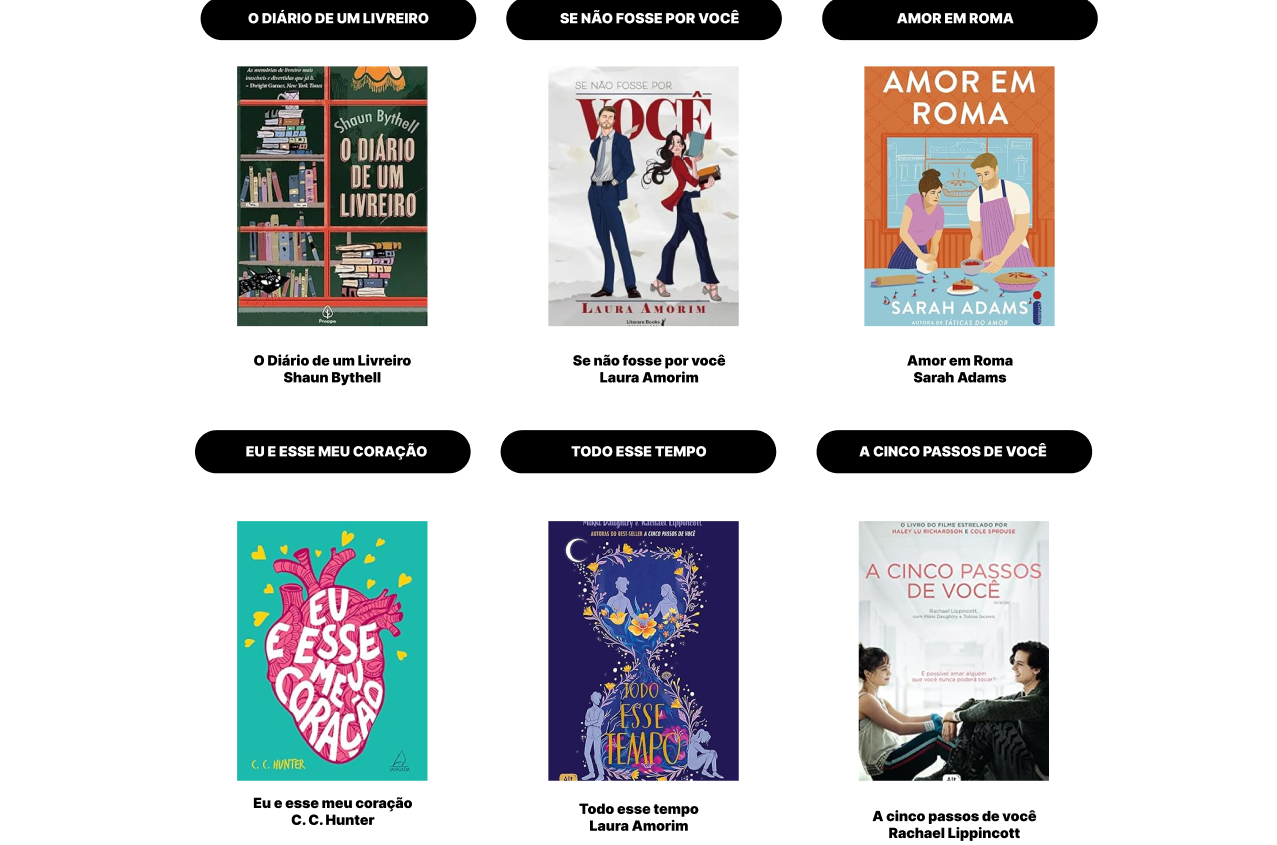 O DIÁRIO DE UM LIVREIRO
SE NÃO FOSSE POR VOCÊ
AMOR EM ROMA
As memórias de livreiro mais
incríveis e divertidas que já li.
– Dwight Garner, New York Times
Shaun Bythell
O DIÁRIO
DE UM
LIVREIRO
Principis
SE NÃO FOSSE POR
VOCÊ
LAURA AMORIM
Literare Books
AMOR EM
ROMA
SARAH ADAMS
AUTORA DE TÁTICAS DO AMOR
O Diário de um Livreiro
Shaun Bythell
Se não fosse por você
Laura Amorim
Amor em Roma
Sarah Adams
EU E ESSE MEU CORAÇÃO
TODO ESSE TEMPO
A CINCO PASSOS DE VOCÊ
EU
E ESSE
MEU
CORAÇÃO
C. C. HUNTER
JANGADA
Mikki Daughtry e Rachael Lippincott
AUTORAS DO BEST-SELLER A CINCO PASSOS DE VOCÊ
TODO
ESSE
TEMPO
Alt
O LIVRO DO FILME ESTRELADO POR
HALEY LU RICHARDSON E COLE SPROUSE
A CINCO PASSOS
DE VOCÊ
Rachael Lippincott,
com Mikki Daughtry e Tobias Iaconis
É possível amar alguém
que você nunca poderá tocar?
Alt
Eu e esse meu coração
C. C. Hunter
Todo esse tempo
Laura Amorim
A cinco passos de você
Rachael Lippincott